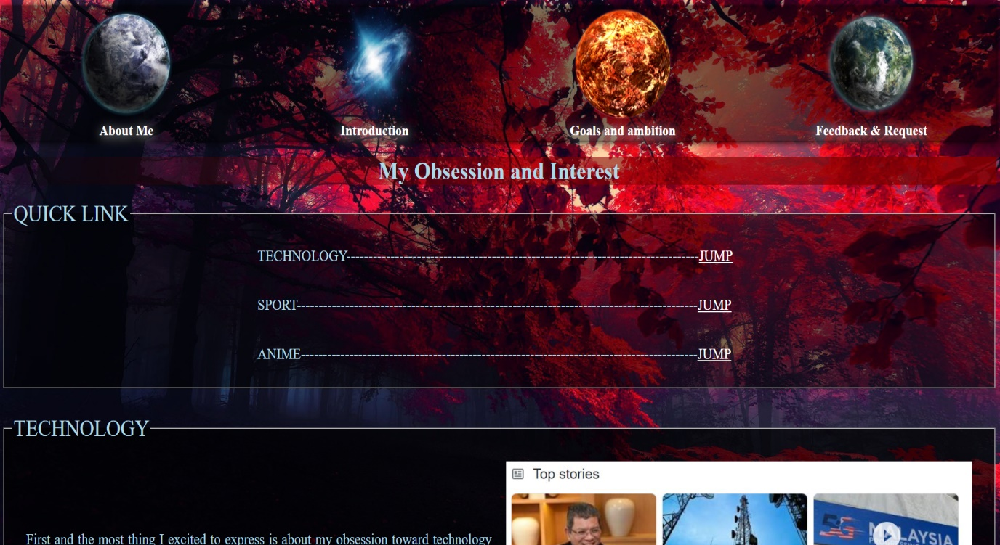 About Me
Introduction
Goals and ambition
Feedback & Request
My Obsession and Interest
QUICK LINK
TECHNOLOGY--------------------------------------------------------------------------------JUMP
SPORT-------------------------------------------------------------------------------------------JUMP
ANIME------------------------------------------------------------------------------------------JUMP
TECHNOLOGY
Top stories
5G
MALAYSIA
First and the most thing I excited to express is about my obsession toward technology